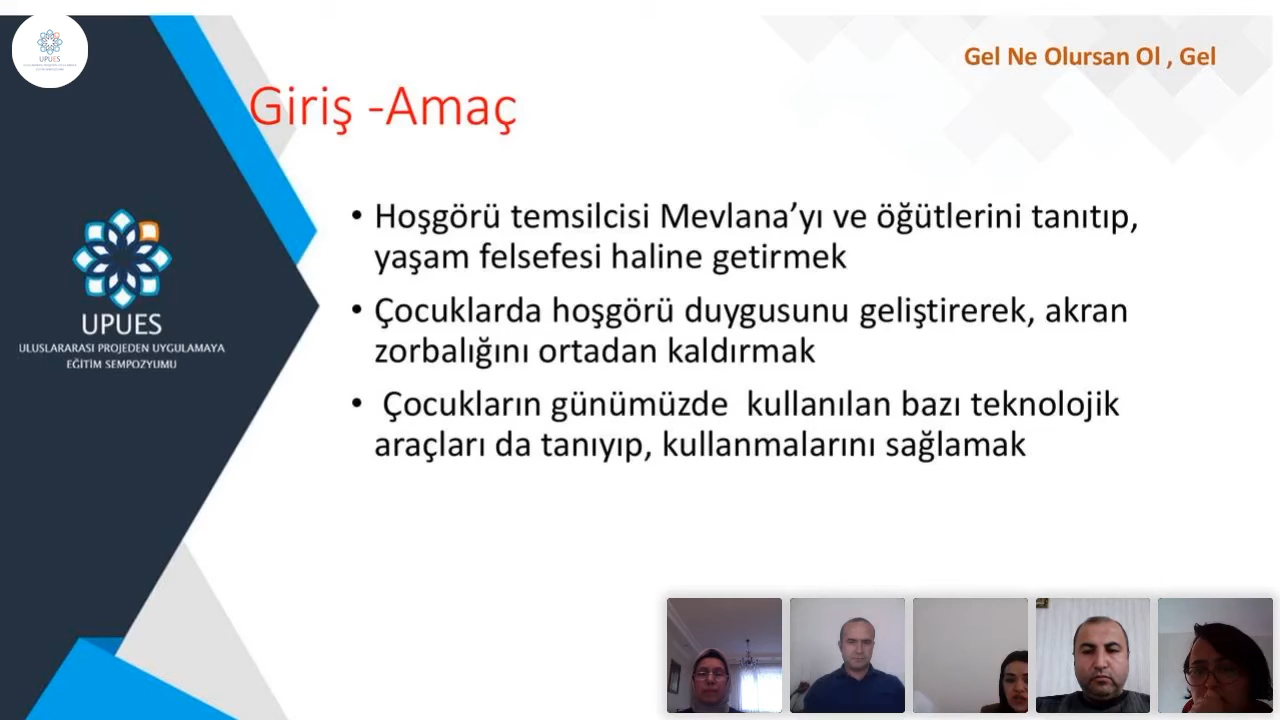 UPUES
Gel Ne Olursan Ol , Gel
Giriş -Amaç
• Hoşgörü temsilcisi Mevlana’yı ve öğütlerini tanıtıp,
yaşam felsefesi haline getirmek
• Çocuklarda hoşgörü duygusunu geliştirerek, akran
zorbalığını ortadan kaldırmak
• Çocukların günümüzde kullanılan bazı teknolojik
araçları da tanıyıp, kullanmalarını sağlamak
UPUES
ULUSLARARASI PROJEDEN UYGULAMAYA
EĞİTİM SEMPOZYUMU